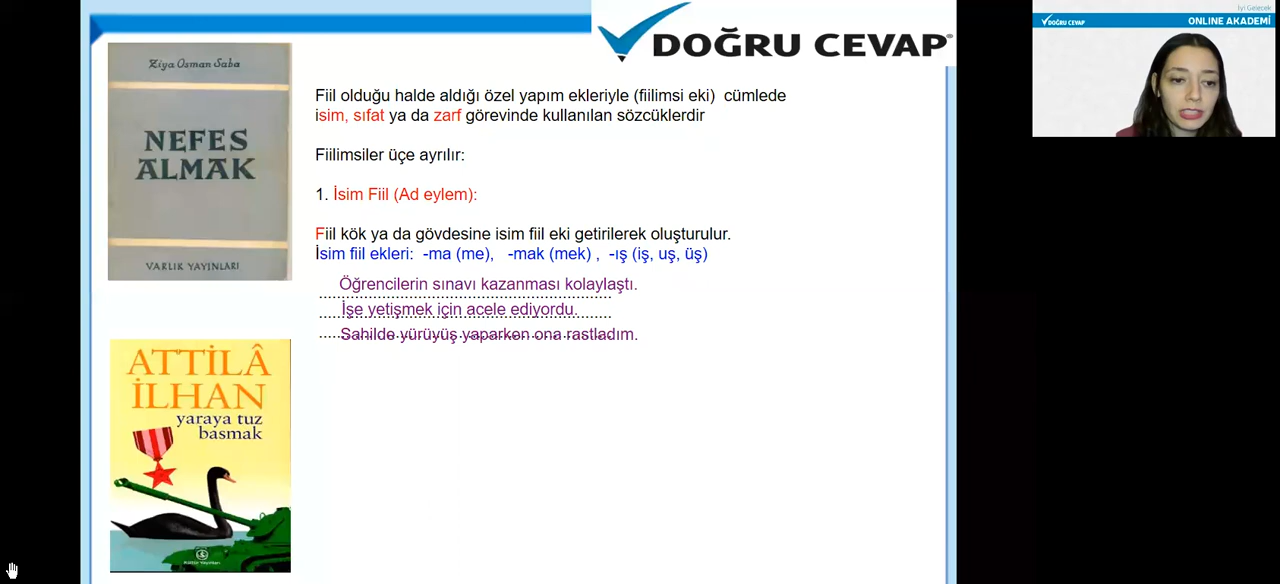 DOĞRU CEVAP
Ziya Osman Saba
NEFES
ALMAK
VARLIK YAYINLARI
Fiil olduğu halde aldığı özel yapım ekleriyle (fiilimsi eki) cümlede
isim, sıfat ya da zarf görevinde kullanılan sözcüklerdir
Fiilimsiler üçe ayrılır:
1. İsim Fiil (Ad eylem):
Fiil kök ya da gövdesine isim fiil eki getirilerek oluşturulur.
İsim fiil ekleri: -ma (me), -mak (mek) , -ış (iş, uş, üş)
Öğrencilerin sınavı kazanması kolaylaştı.
İşe yetişmek için acele ediyordu.
Sahilde yürüyüş yaparken ona rastladım.
ATTİLÂ
İLHAN
yaraya tuz
basmak
İyi Gelecek
DOĞRU CEVAP
ONLINE AKADEMİ